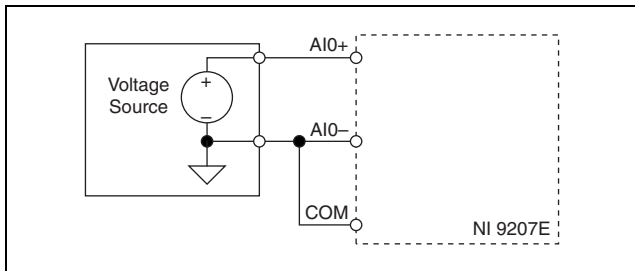 AI0+
Voltage
Source
+
–
AI0–
COM
NI 9207E